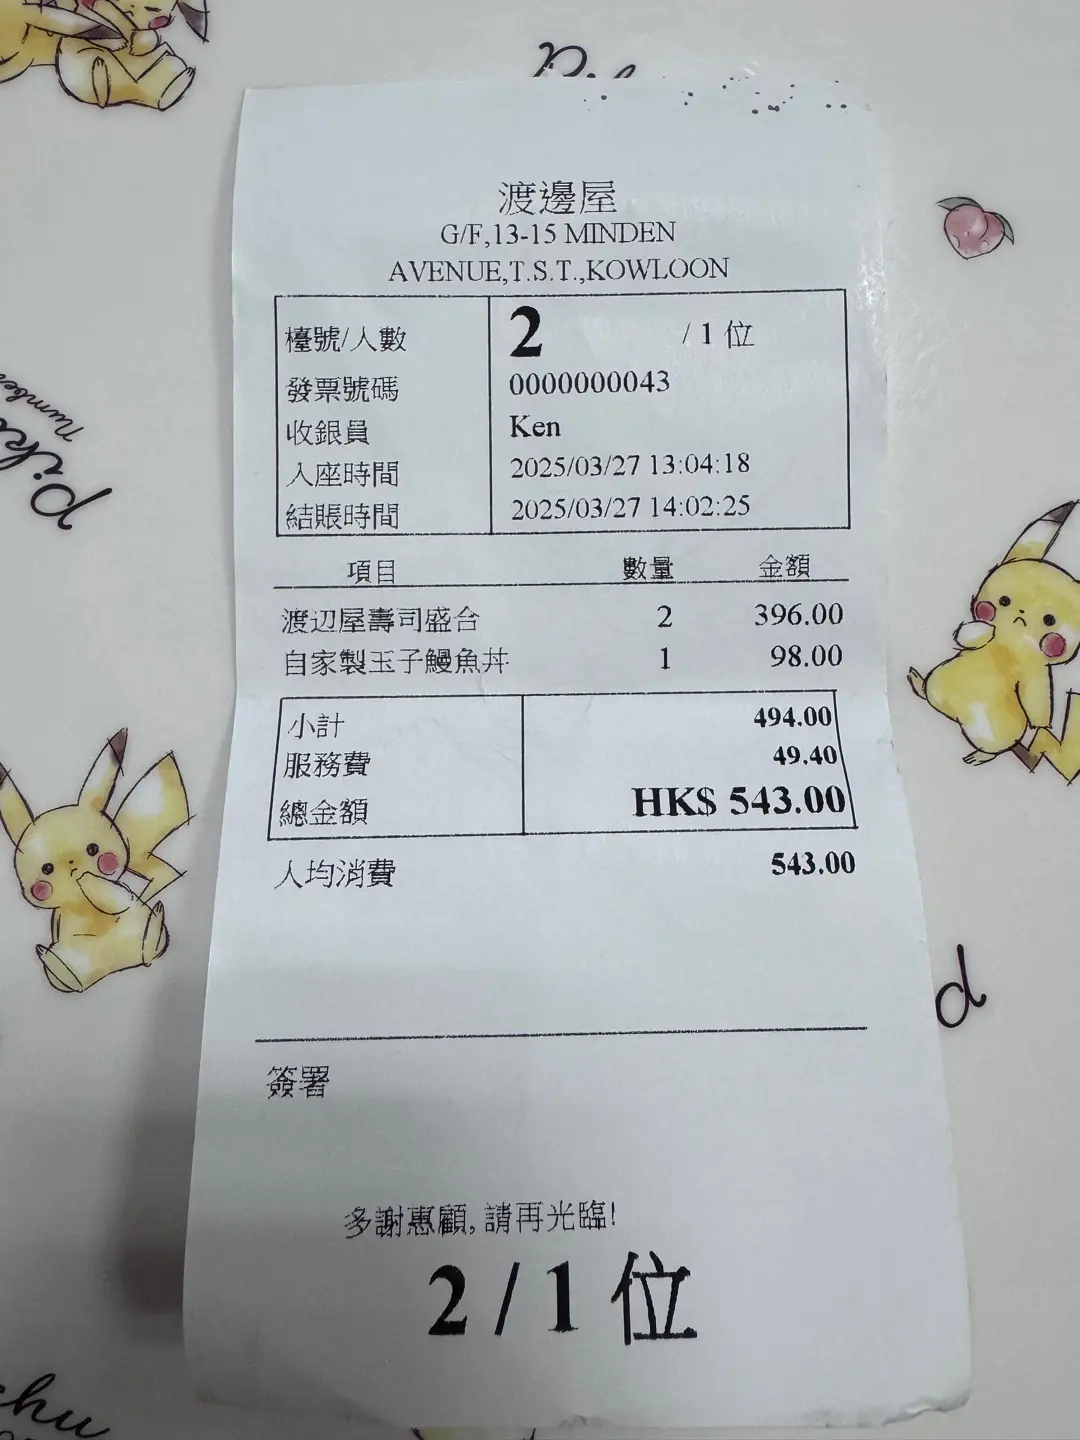 渡邊屋
G/F,13-15 MINDEN
AVENUE,T.S.T.,KOWLOON
檯號/人數 2 / 1 位
發票號碼 0000000043
收銀員 Ken
入座時間 2025/03/27 13:04:18
結賬時間 2025/03/27 14:02:25
項目 數量 金額
渡辺屋壽司盛合 2 396.00
自家製玉子鰻魚丼 1 98.00
小計 494.00
服務費 49.40
總金額 HK$ 543.00
人均消費 543.00
簽署
多謝惠顧,請再光臨!
2 / 1 位